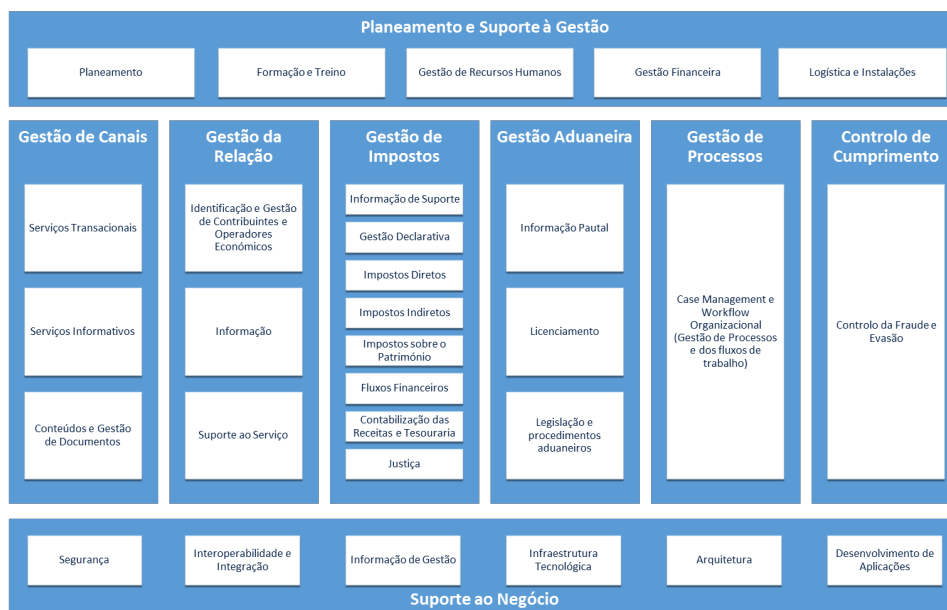 Planeamento e Suporte à Gestão
Planeamento
Formação e Treino
Gestão de Recursos Humanos
Gestão Financeira
Logística e Instalações
Gestão de Canais
Serviços Transacionais
Serviços Informativos
Conteúdos e Gestão
de Documentos
Gestão da
Relação
Identificação e Gestão
de Contribuintes e
Operadores
Económicos
Informação
Suporte ao Serviço
Gestão de
Impostos
Informação de Suporte
Gestão Declarativa
Impostos Diretos
Impostos Indiretos
Impostos sobre o
Património
Fluxos Financeiros
Contabilização das
Receitas e Tesouraria
Justiça
Gestão Aduaneira
Informação Pautal
Licenciamento
Legislação e
procedimentos
aduaneiros
Gestão de
Processos
Case Management e
Workflow
Organizacional
(Gestão de Processos
e dos fluxos de
trabalho)
Controlo de
Cumprimento
Controlo da Fraude e
Evasão
Segurança
Interoperabilidade e
Integração
Informação de Gestão
Infraestrutura
Tecnológica
Arquitetura
Desenvolvimento de
Aplicações
Suporte ao Negócio